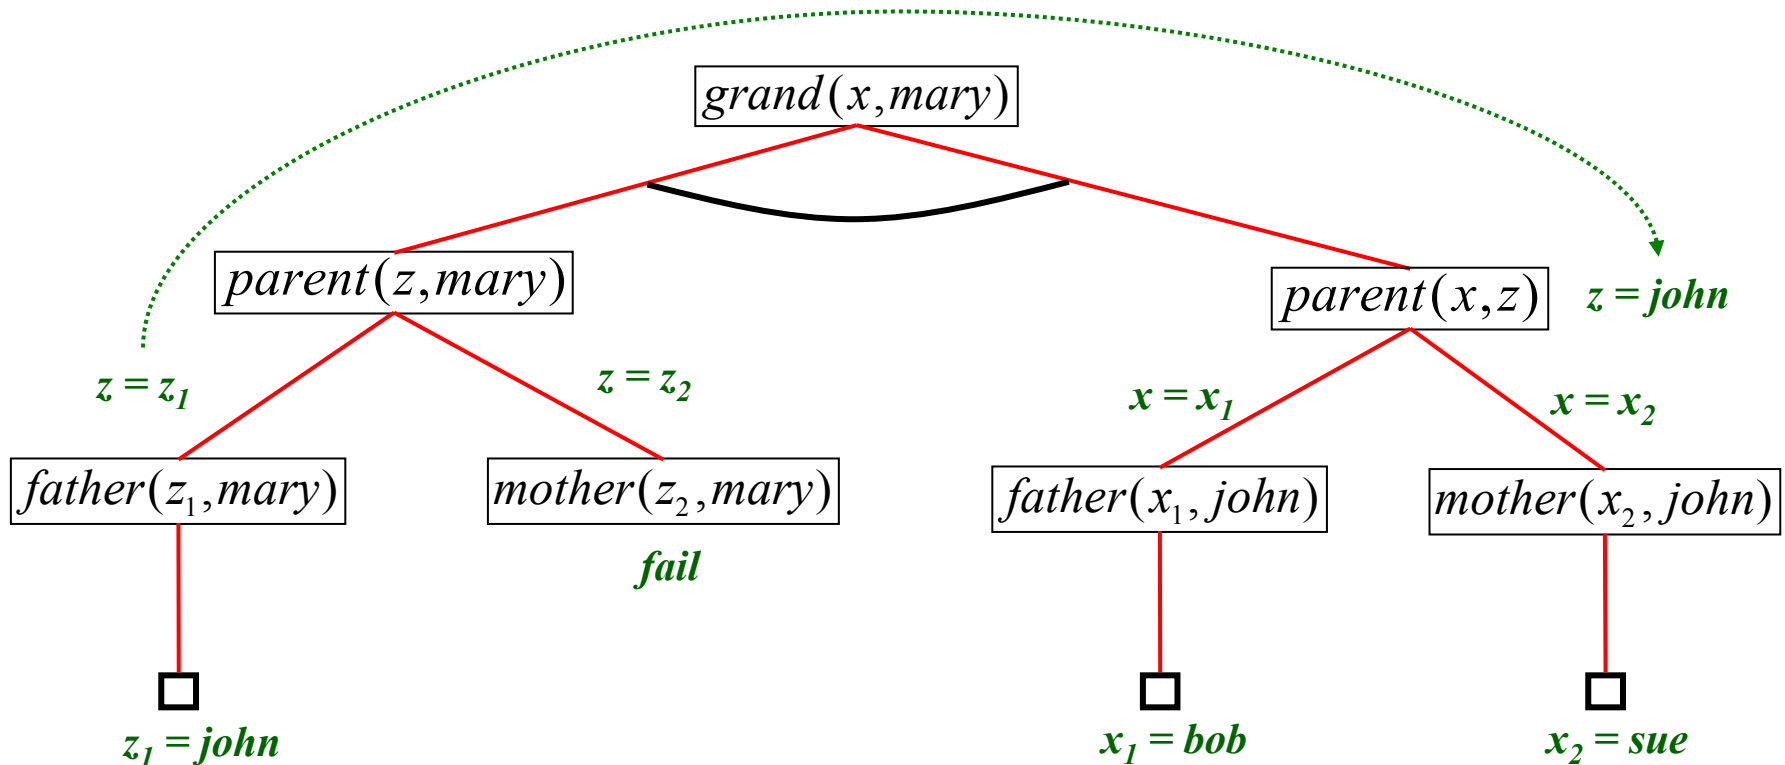 grand(x,mary)
parent(z,mary)
parent(x,z)
z = john
z = z₁
z = z₂
x = x₁
x = x₂
father(z₁,mary)
mother(z₂,mary)
father(x₁,john)
mother(x₂,john)
fail
z₁ = john
x₁ = bob
x₂ = sue